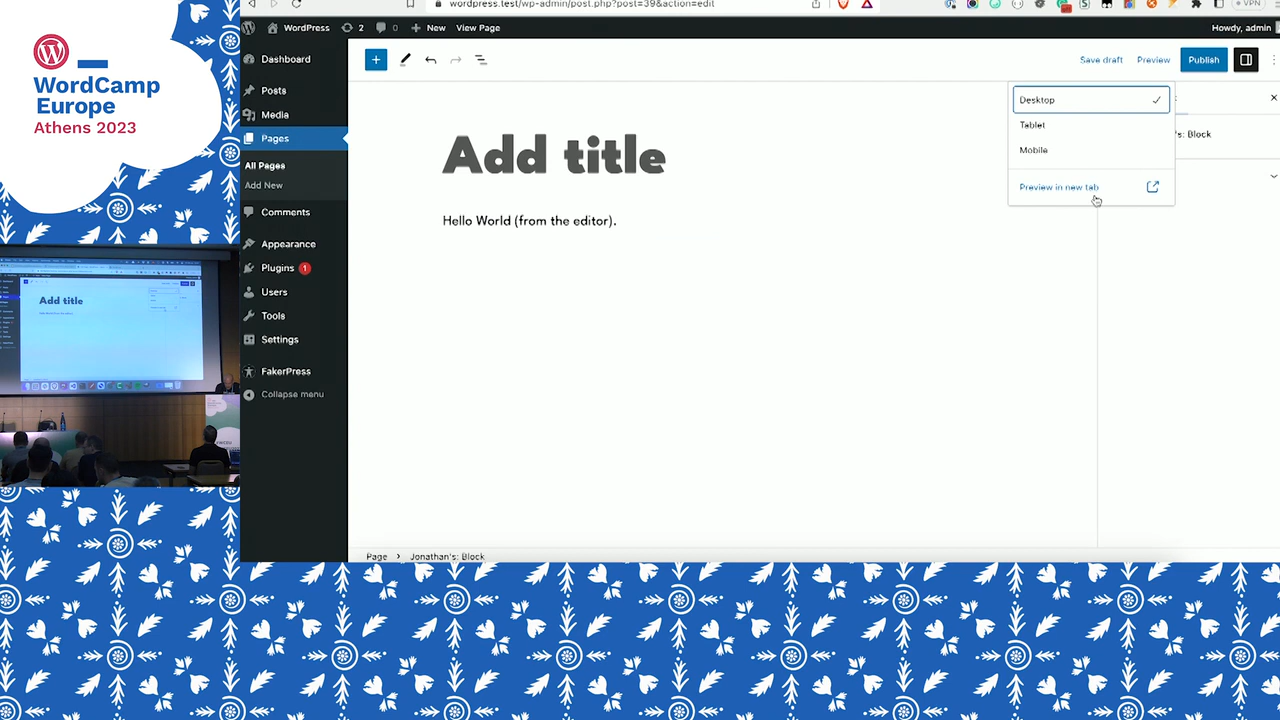 WordCamp
Europe
Athens 2023
wordpress.test/wp-admin/post.php?post=39&action=edit
VPN
WordPress
2
0
New
View Page
Howdy, admin
Dashboard
Posts
Media
Pages
All Pages
Add New
Comments
Appearance
Plugins 1
Users
Tools
Settings
FakerPress
Collapse menu
Save draft
Preview
Publish
Desktop
Tablet
Mobile
Preview in new tab
's: Block
Add title
Hello World (from the editor).
Page > Jonathan's: Block
Add title